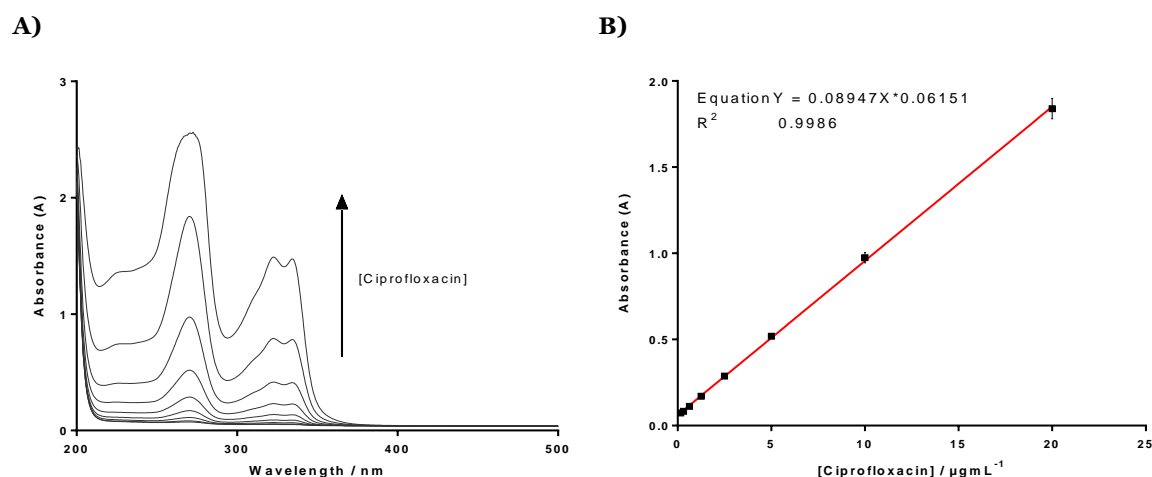 A)
B)
3
2
1
0
200
300
400
500
Absorbance (A)
Wavelength / nm
[Ciprofloxacin]
2.0
1.5
1.0
0.5
0.0
0
5
10
15
20
25
Absorbance (A)
[Ciprofloxacin] / µgmL⁻¹
Equation Y = 0.08947X*0.06151
R² 0.9986